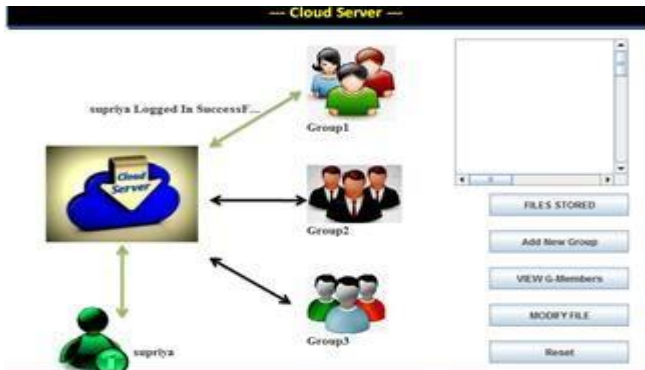 --- Cloud Server ---
supriya Logged In SuccessF...
Group1
Cloud
Server
Group2
Group3
supriya
FILES STORED
Add New Group
VIEW G-Members
MODIFY FILE
Reset